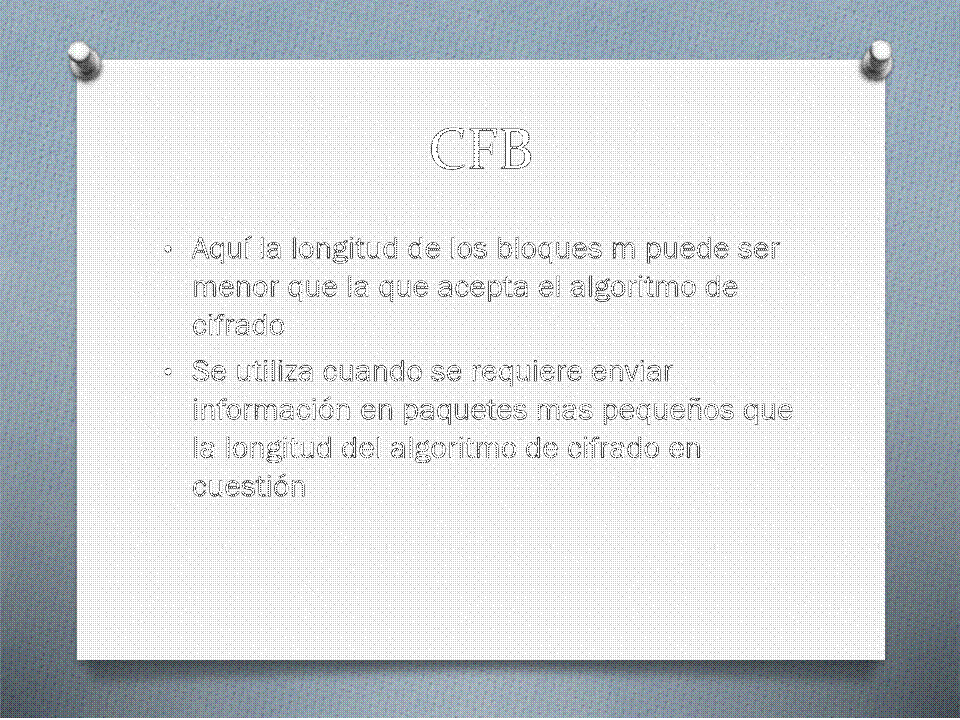 CFB
• Aquí la longitud de los bloques m puede ser
menor que la que acepta el algoritmo de
cifrado
• Se utiliza cuando se requiere enviar
información en paquetes mas pequeños que
la longitud del algoritmo de cifrado en
cuestión